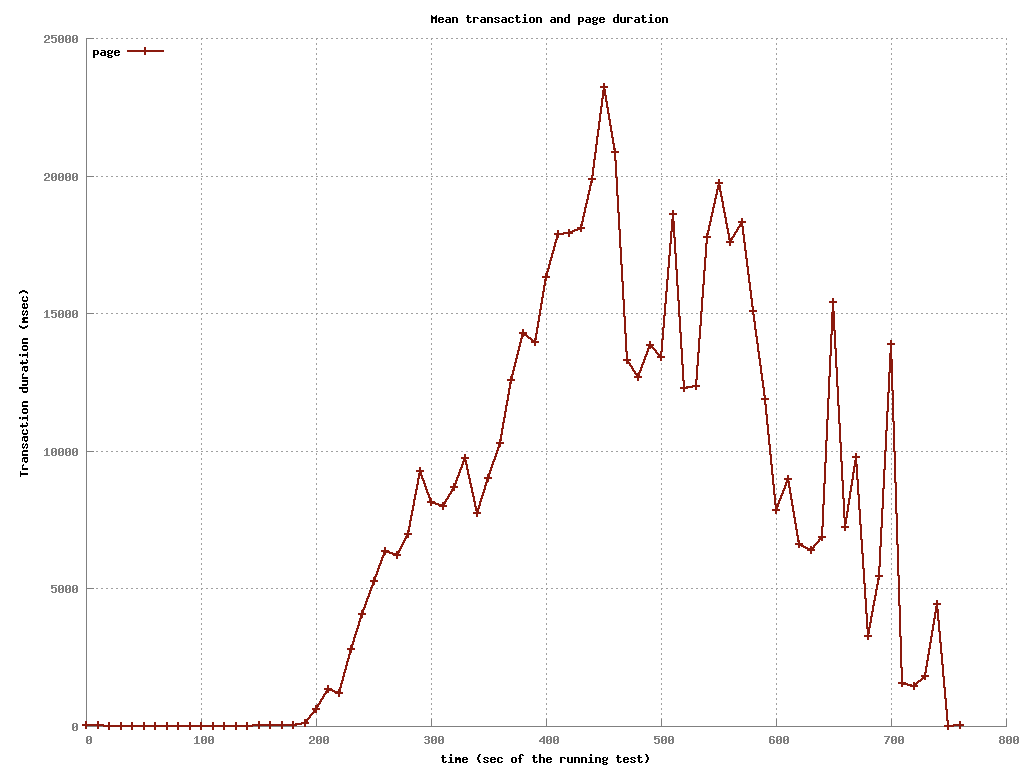 Mean transaction and page duration
25000
page
20000
15000
Transaction duration (msec)
10000
5000
0
0 100 200 300 400 500 600 700 800
time (sec of the running test)